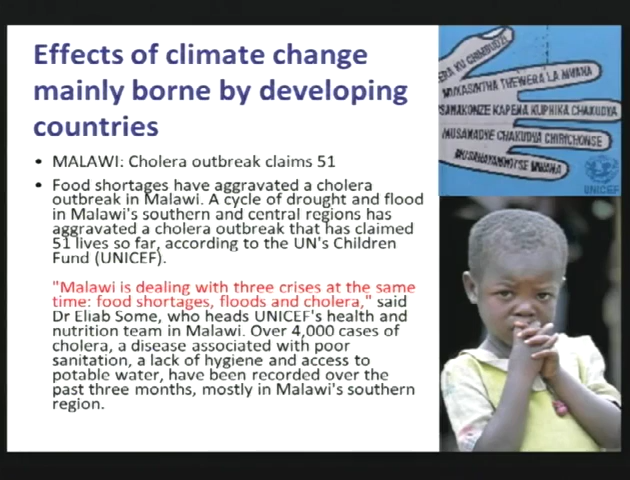 Effects of climate change
mainly borne by developing
countries
• MALAWI: Cholera outbreak claims 51
• Food shortages have aggravated a cholera
outbreak in Malawi. A cycle of drought and flood
in Malawi's southern and central regions has
aggravated a cholera outbreak that has claimed
51 lives so far, according to the UN's Children
Fund (UNICEF).
"Malawi is dealing with three crises at the same
time: food shortages, floods and cholera," said
Dr Eliab Some, who heads UNICEF's health and
nutrition team in Malawi. Over 4,000 cases of
cholera, a disease associated with poor
sanitation, a lack of hygiene and access to
potable water, have been recorded over the
past three months, mostly in Malawi's southern
region.
KU CHIMBUDZI
THEWERA LA MWANA
KAPENA KUPHIKA CHAKUDYA
MUSANADYE CHAKUDYA CHIRICHONSE
MWANA
UNICEF